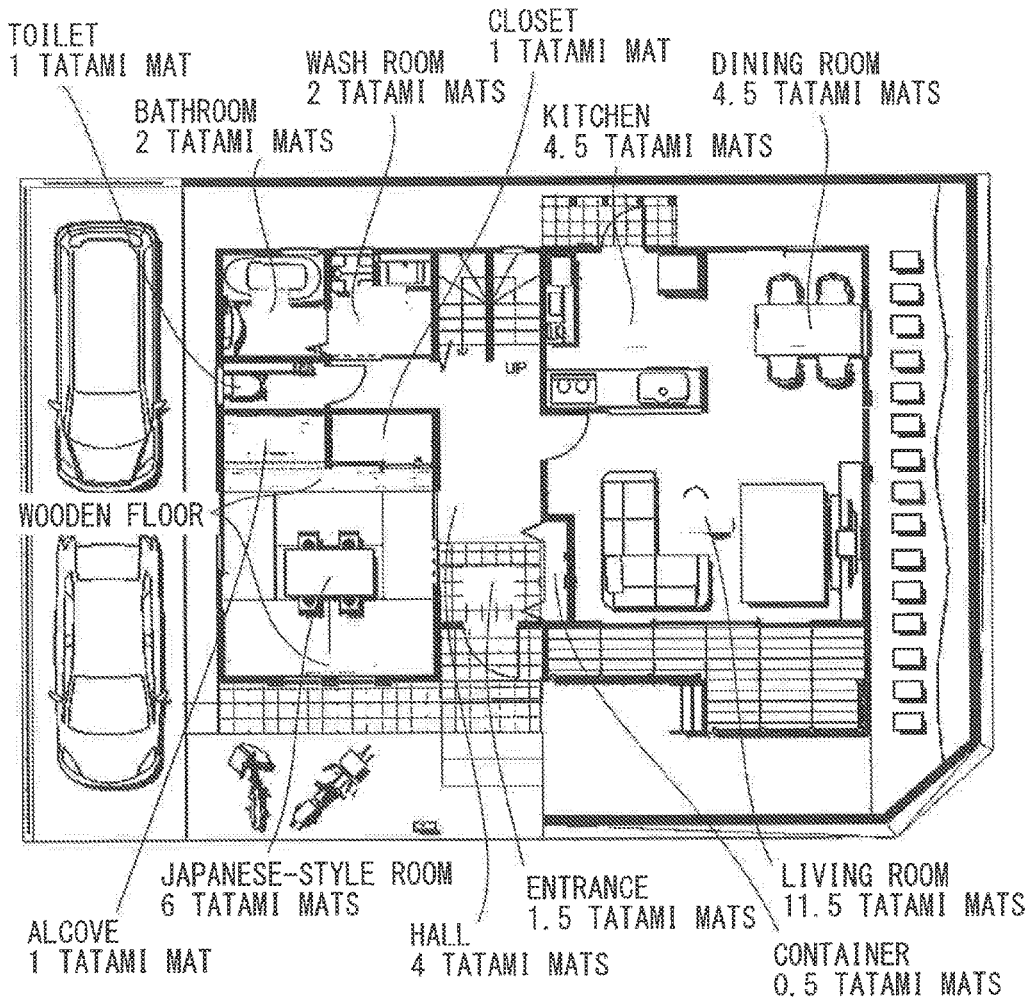 TOILET
1 TATAMI MAT
BATHROOM
2 TATAMI MATS
WASH ROOM
2 TATAMI MATS
CLOSET
1 TATAMI MAT
KITCHEN
4.5 TATAMI MATS
DINING ROOM
4.5 TATAMI MATS
UP
WOODEN FLOOR
JAPANESE-STYLE ROOM
6 TATAMI MATS
ALCOVE
1 TATAMI MAT
HALL
4 TATAMI MATS
ENTRANCE
1.5 TATAMI MATS
LIVING ROOM
11.5 TATAMI MATS
CONTAINER
0.5 TATAMI MATS